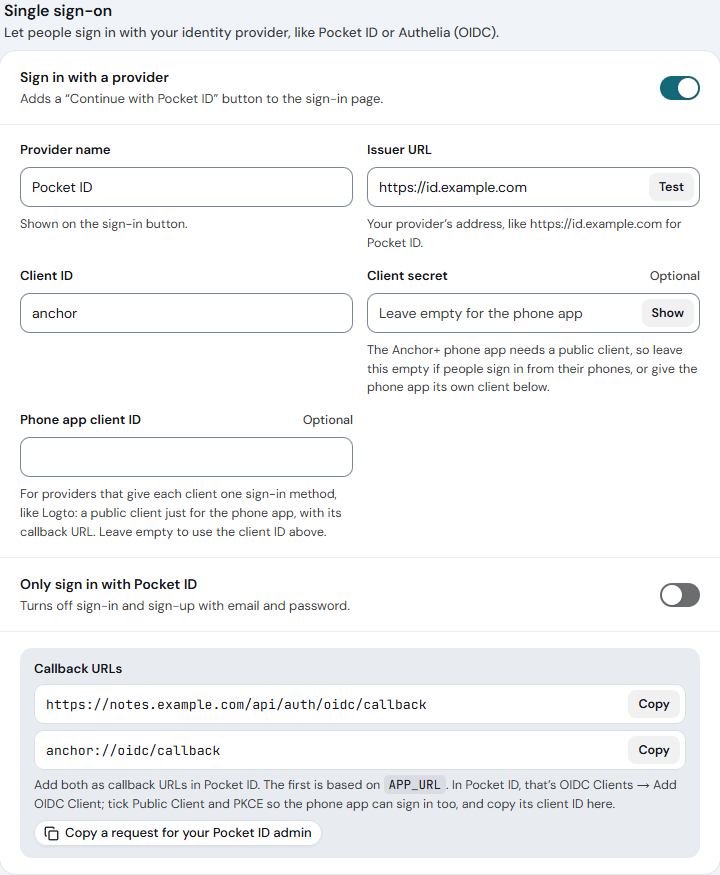 Single sign-on
Let people sign in with your identity provider, like Pocket ID or Authelia (OIDC).
Sign in with a provider
Adds a “Continue with Pocket ID” button to the sign-in page.
Provider name
Pocket ID
Shown on the sign-in button.
Issuer URL
https://id.example.com
Test
Your provider’s address, like https://id.example.com for
Pocket ID.
Client ID
anchor
Client secret
Optional
Leave empty for the phone app
Show
The Anchor+ phone app needs a public client, so leave
this empty if people sign in from their phones, or give the
phone app its own client below.
Phone app client ID
Optional
For providers that give each client one sign-in method,
like Logto: a public client just for the phone app, with its
callback URL. Leave empty to use the client ID above.
Only sign in with Pocket ID
Turns off sign-in and sign-up with email and password.
Callback URLs
https://notes.example.com/api/auth/oidc/callback
Copy
anchor://oidc/callback
Copy
Add both as callback URLs in Pocket ID. The first is based on APP_URL. In Pocket ID, that’s OIDC Clients → Add
OIDC Client; tick Public Client and PKCE so the phone app can sign in too, and copy its client ID here.
Copy a request for your Pocket ID admin